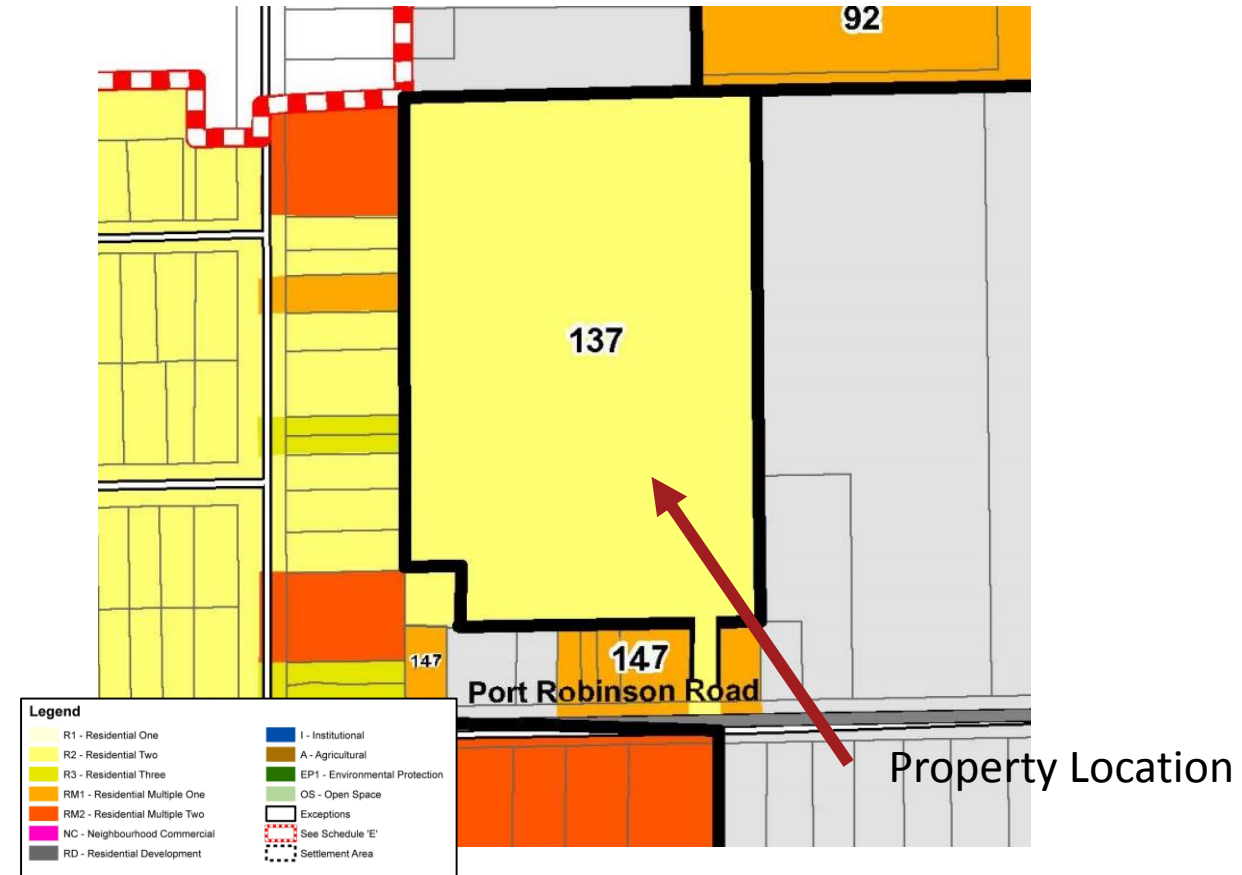 92
137
147
147
Port Robinson Road
Property Location
Legend
R1 - Residential One
R2 - Residential Two
R3 - Residential Three
RM1 - Residential Multiple One
RM2 - Residential Multiple Two
NC - Neighbourhood Commercial
RD - Residential Development
I - Institutional
A - Agricultural
EP1 - Environmental Protection
OS - Open Space
Exceptions
See Schedule 'E'
Settlement Area